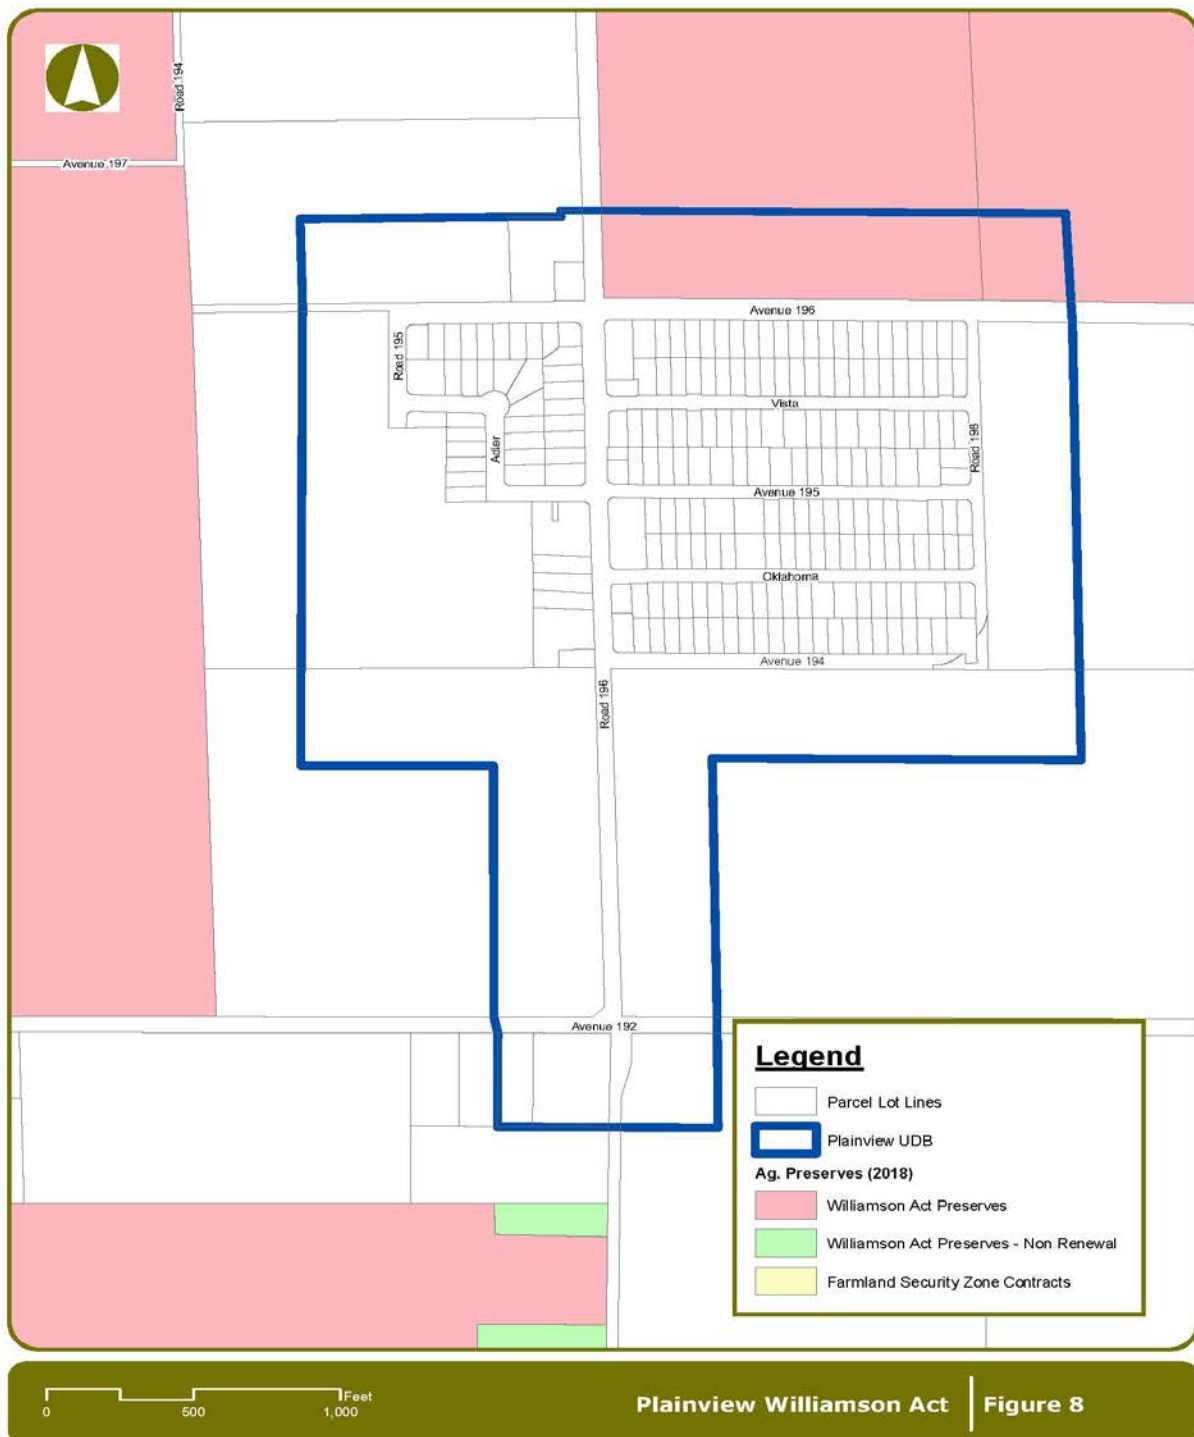 Road 194
Avenue 197
Avenue 196
Road 195
Vista
Adler
Road 198
Avenue 195
Oklahoma
Avenue 194
Road 196
Avenue 192
Legend
Parcel Lot Lines
Plainview UDB
Ag. Preserves (2018)
Williamson Act Preserves
Williamson Act Preserves - Non Renewal
Farmland Security Zone Contracts
Feet
0 500 1,000
Plainview Williamson Act Figure 8